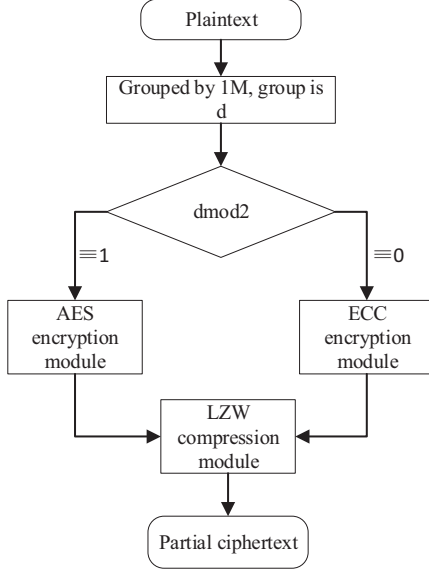 Plaintext
Grouped by 1M, group is
d
dmod2
≡1
≡0
AES
encryption
module
ECC
encryption
module
LZW
compression
module
Partial ciphertext